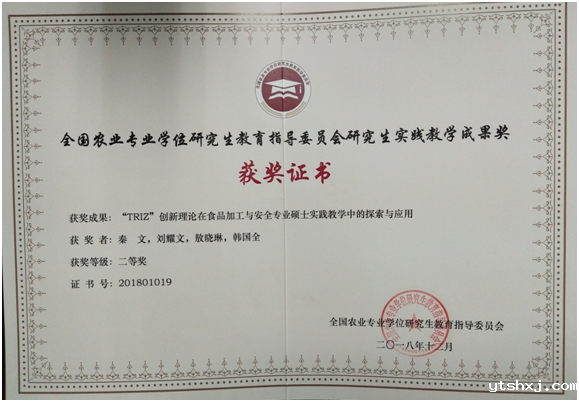 全国农业专业学位研究生教育指导委员会研究生实践教学成果奖
获奖证书
获奖成果：“TRIZ”创新理论在食品加工与安全专业硕士实践教学中的探索与应用
获 奖 者：秦　文，刘耀文，敖晓琳，韩国全
获奖等级：二等奖
证 书 号：201801019
全国农业专业学位研究生教育指导委员会
二〇一八年十二月
ytshxj.com